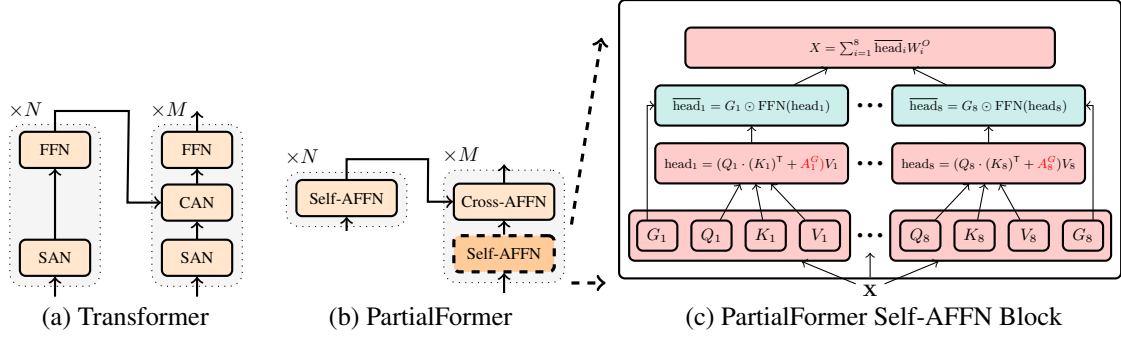 ×N
×M
FFN
FFN
CAN
SAN
SAN
(a) Transformer
×N
×M
Self-AFFN
Cross-AFFN
Self-AFFN
(b) PartialFormer
X = ∑_{i=1}^{8} \overline{head}_i W_i^O
\overline{head}_1 = G_1 ⊙ FFN(head_1)
•••
\overline{head}_8 = G_8 ⊙ FFN(head_8)
head_1 = (Q_1 · (K_1)^T + A_1^G)V_1
•••
head_8 = (Q_8 · (K_8)^T + A_8^G)V_8
G_1 Q_1 K_1 V_1 ••• Q_8 K_8 V_8 G_8
X
(c) PartialFormer Self-AFFN Block